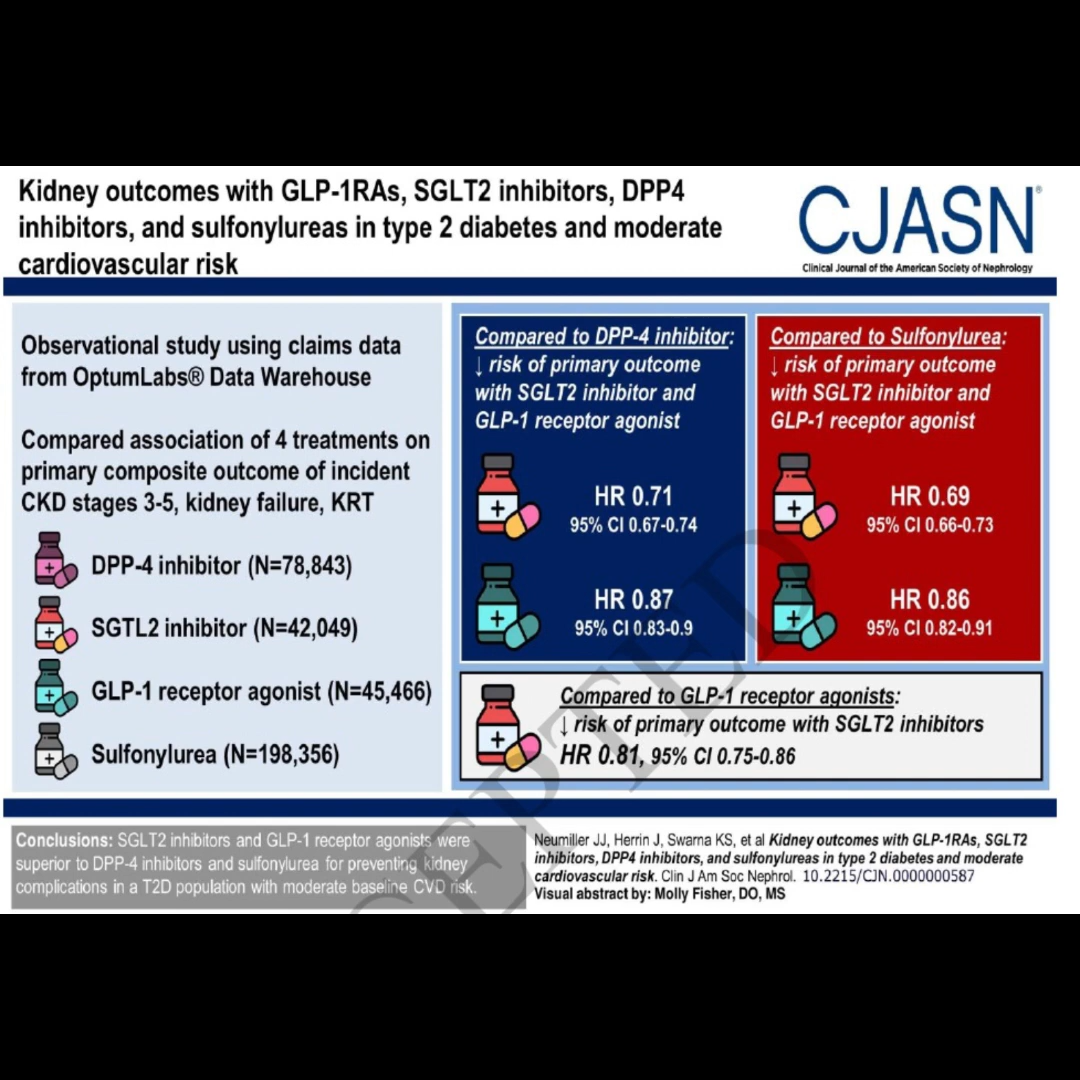 Kidney outcomes with GLP-1RAs, SGLT2 inhibitors, DPP4
inhibitors, and sulfonylureas in type 2 diabetes and moderate
cardiovascular risk
CJASN®
Clinical Journal of the American Society of Nephrology
Observational study using claims data
from OptumLabs® Data Warehouse
Compared association of 4 treatments on
primary composite outcome of incident
CKD stages 3-5, kidney failure, KRT
DPP-4 inhibitor (N=78,843)
SGTL2 inhibitor (N=42,049)
GLP-1 receptor agonist (N=45,466)
Sulfonylurea (N=198,356)
Compared to DPP-4 inhibitor:
↓ risk of primary outcome
with SGLT2 inhibitor and
GLP-1 receptor agonist
HR 0.71
95% CI 0.67-0.74
HR 0.87
95% CI 0.83-0.9
Compared to Sulfonylurea:
↓ risk of primary outcome
with SGLT2 inhibitor and
GLP-1 receptor agonist
HR 0.69
95% CI 0.66-0.73
HR 0.86
95% CI 0.82-0.91
Compared to GLP-1 receptor agonists:
↓ risk of primary outcome with SGLT2 inhibitors
HR 0.81, 95% CI 0.75-0.86
Conclusions: SGLT2 inhibitors and GLP-1 receptor agonists were
superior to DPP-4 inhibitors and sulfonylurea for preventing kidney
complications in a T2D population with moderate baseline CVD risk.
Neumiller JJ, Herrin J, Swarna KS, et al Kidney outcomes with GLP-1RAs, SGLT2
inhibitors, DPP4 inhibitors, and sulfonylureas in type 2 diabetes and moderate
cardiovascular risk. Clin J Am Soc Nephrol. 10.2215/CJN.0000000587
Visual abstract by: Molly Fisher, DO, MS
CEPTED